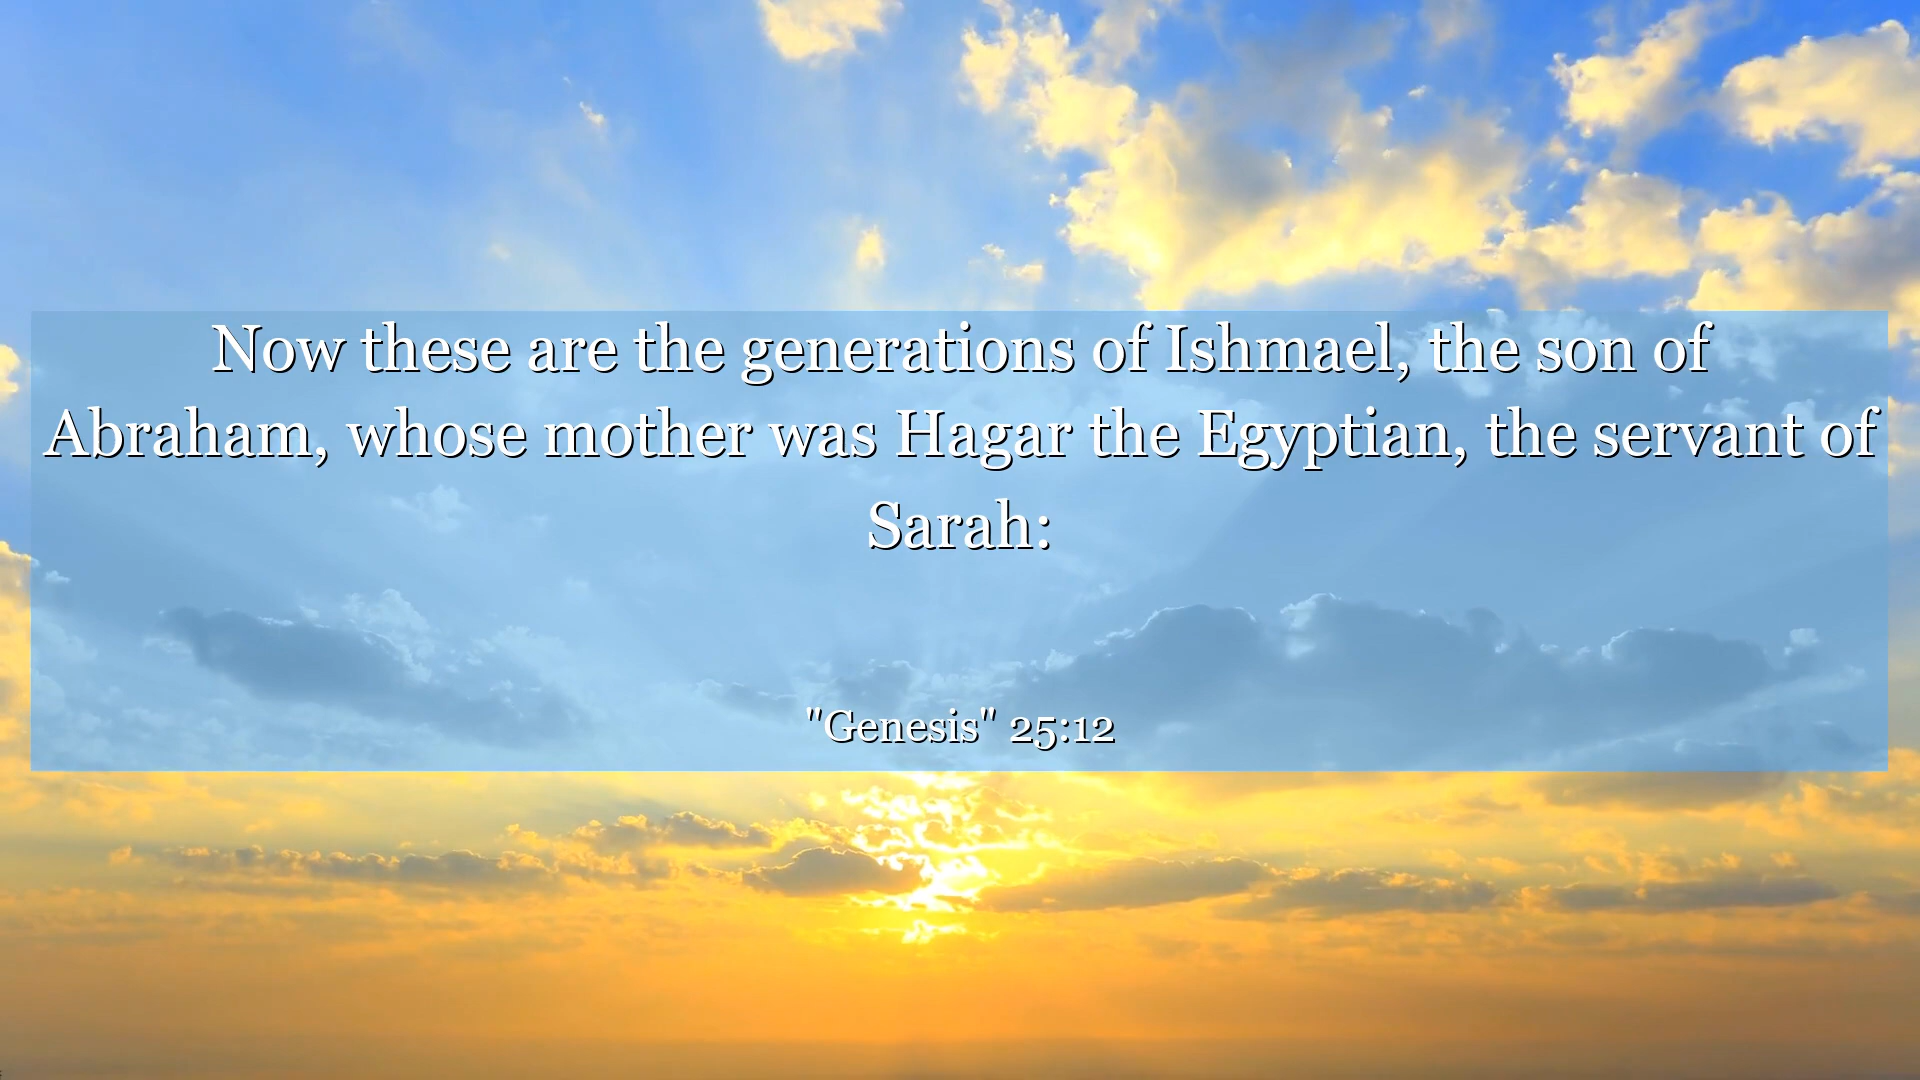 Now these are the generations of Ishmael, the son of
Abraham, whose mother was Hagar the Egyptian, the servant of
Sarah:
"Genesis" 25:12